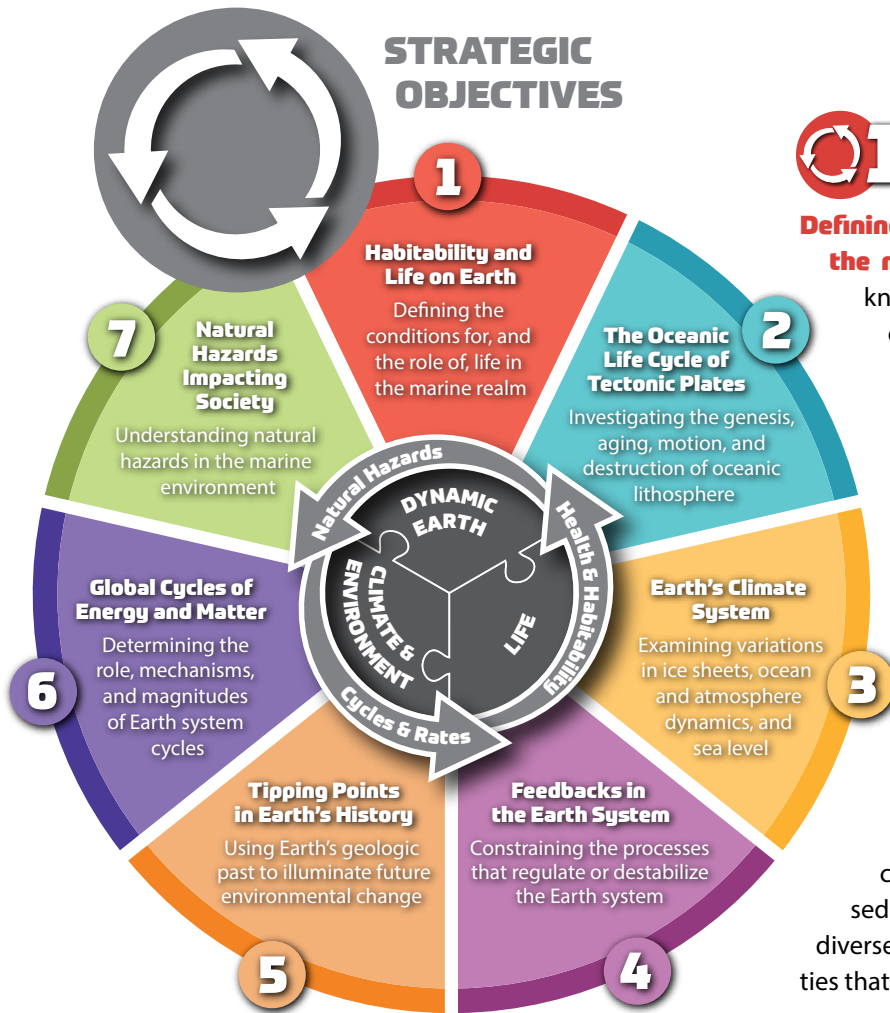 STRATEGIC
OBJECTIVES
1
Habitability and
Life on Earth
Defining the
conditions for, and
the role of, life in
the marine realm
2
The Oceanic
Life Cycle of
Tectonic Plates
Investigating the genesis,
aging, motion, and
destruction of oceanic
lithosphere
3
Earth’s Climate
System
Examining variations
in ice sheets, ocean
and atmosphere
dynamics, and
sea level
4
Feedbacks in
the Earth System
Constraining the processes
that regulate or destabilize
the Earth system
5
Tipping Points
in Earth’s History
Using Earth’s geologic
past to illuminate future
environmental change
6
Global Cycles of
Energy and Matter
Determining the
role, mechanisms,
and magnitudes
of Earth system
cycles
7
Natural
Hazards
Impacting
Society
Understanding natural
hazards in the marine
environment
Natural Hazards
Health & Habitability
Cycles & Rates
DYNAMIC
EARTH
CLIMATE &
ENVIRONMENT
LIFE
1
the
diverse
ties that